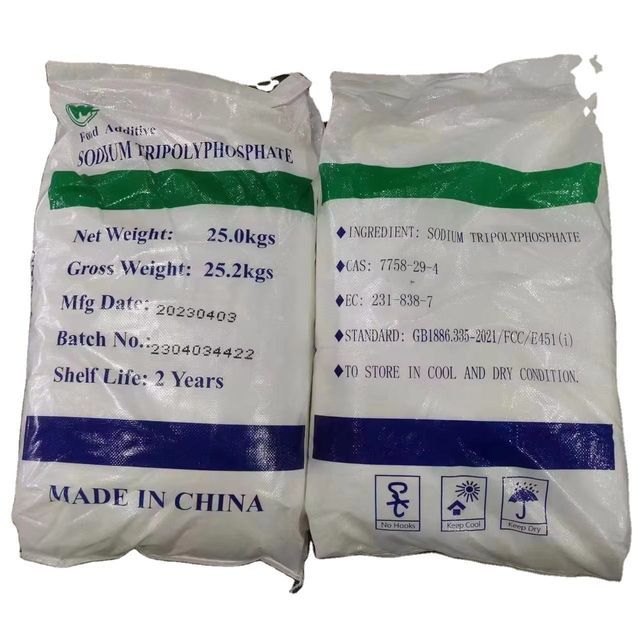 Food Additive
SODIUM TRIPOLYPHOSPHATE
Net Weight: 25.0kgs
Gross Weight: 25.2kgs
Mfg Date: 20230403
Batch No.: 2304034422
Shelf Life: 2 Years
MADE IN CHINA
◆INGREDIENT: SODIUM TRIPOLYPHOSPHATE
◆CAS: 7758-29-4
◆EC: 231-838-7
◆STANDARD: GB1886.335-2021/FCC/E451(i)
◆TO STORE IN COOL AND DRY CONDITION.
No Hooks
Keep Cool
Keep Dry